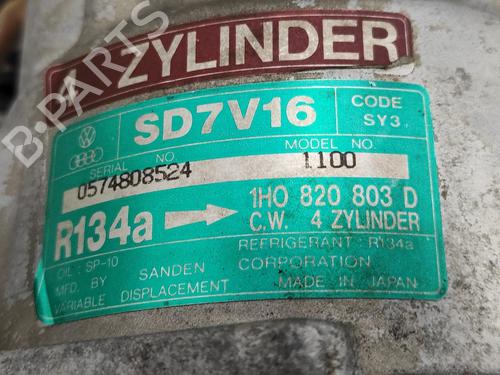 4 ZYLINDER
SD7V16
CODE
SY3
SERIAL NO
MODEL NO.
0574808524
1100
R134a
1H0 820 803 D
C.W. 4 ZYLINDER
REFRIGERANT : R134a
OIL : SP-10
MFD. BY SANDEN CORPORATION
VARIABLE DISPLACEMENT MADE IN JAPAN
B-PARTS